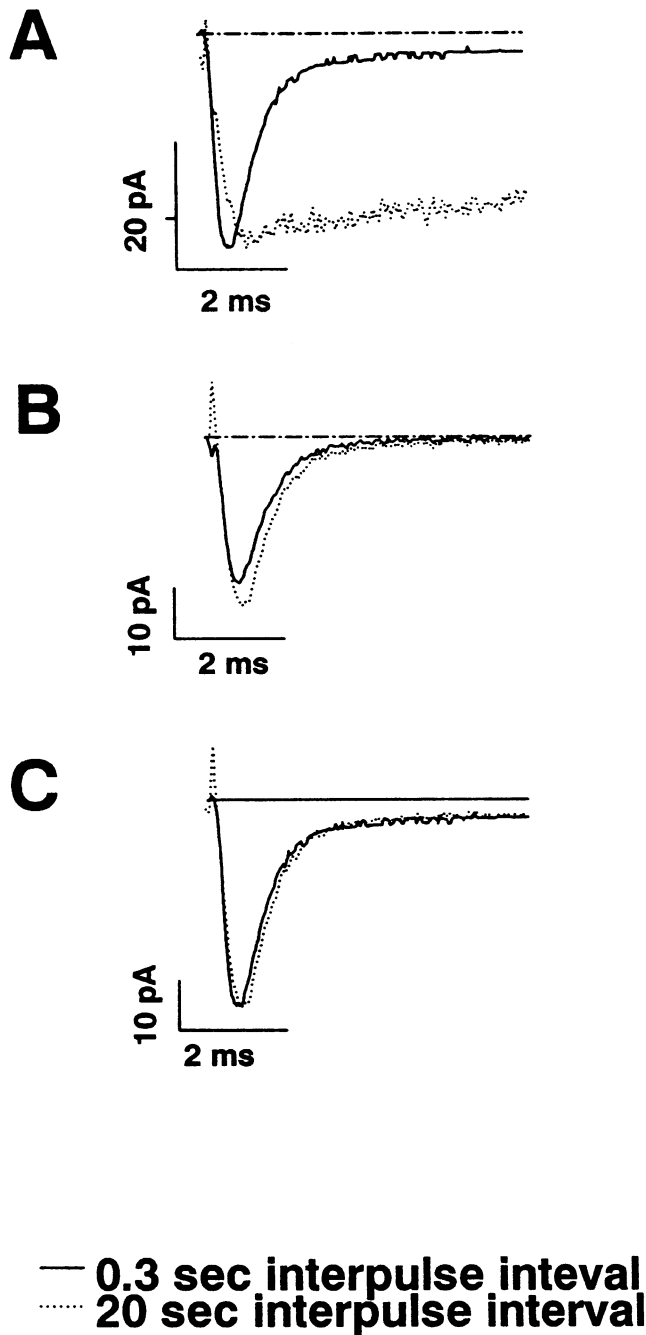 A
20 pA
2 ms
B
10 pA
2 ms
C
10 pA
2 ms
0.3 sec interpulse inteval
20 sec interpulse interval